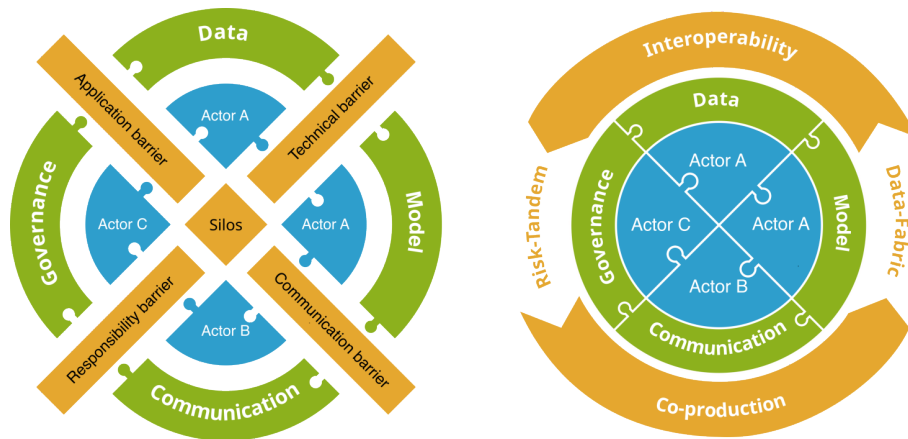 Data
Application barrier
Actor A
Technical barrier
Governance
Actor C
Silos
Actor A
Model
Responsibility barrier
Actor B
Communication barrier
Communication
Interoperability
Data
Actor A
Risk-Tandem
Governance
Actor C
Actor A
Model
Data-Fabric
Actor B
Communication
Co-production